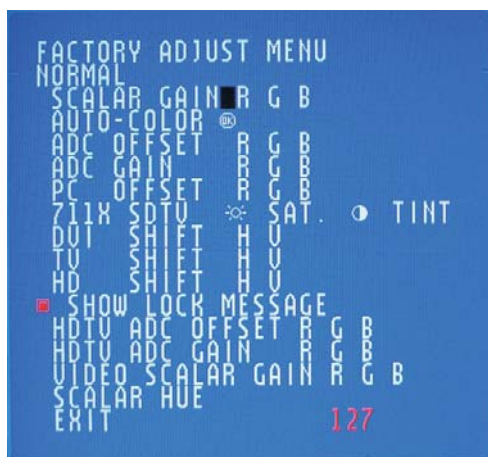 FACTORY ADJUST MENU
NORMAL
SCALAR GAIN R G B
AUTO-COLOR OK
ADC OFFSET R G B
ADC GAIN R G B
PC OFFSET R G B
711X SDTV SAT. TINT
DVI SHIFT H V
TV SHIFT H V
HD SHIFT H V
SHOW LOCK MESSAGE
HDTV ADC OFFSET R G B
HDTV ADC GAIN R G B
VIDEO SCALAR GAIN R G B
SCALAR HUE
EXIT 127